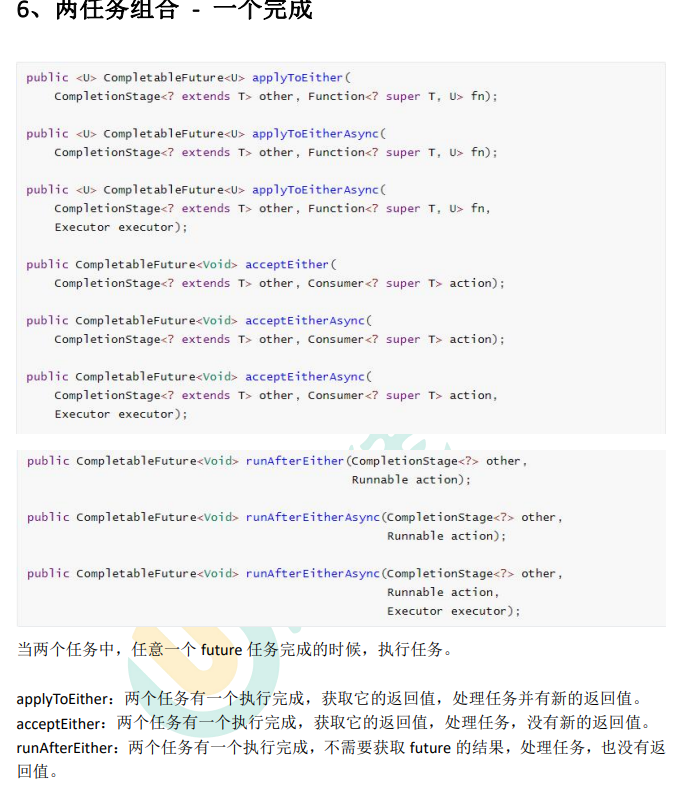 6、两任务组合 - 一个完成
public <U> CompletableFuture<U> applyToEither(
CompletionStage<? extends T> other, Function<? super T, U> fn);
public <U> CompletableFuture<U> applyToEitherAsync(
CompletionStage<? extends T> other, Function<? super T, U> fn);
public <U> CompletableFuture<U> applyToEitherAsync(
CompletionStage<? extends T> other, Function<? super T, U> fn,
Executor executor);
public CompletableFuture<Void> acceptEither(
CompletionStage<? extends T> other, Consumer<? super T> action);
public CompletableFuture<Void> acceptEitherAsync(
CompletionStage<? extends T> other, Consumer<? super T> action);
public CompletableFuture<Void> acceptEitherAsync(
CompletionStage<? extends T> other, Consumer<? super T> action,
Executor executor);
public CompletableFuture<Void> runAfterEither(CompletionStage<?> other,
Runnable action);
public CompletableFuture<Void> runAfterEitherAsync(CompletionStage<?> other,
Runnable action);
public CompletableFuture<Void> runAfterEitherAsync(CompletionStage<?> other,
Runnable action,
Executor executor);
当两个任务中，任意一个 future 任务完成的时候，执行任务。
applyToEither：两个任务有一个执行完成，获取它的返回值，处理任务并有新的返回值。
acceptEither：两个任务有一个执行完成，获取它的返回值，处理任务，没有新的返回值。
runAfterEither：两个任务有一个执行完成，不需要获取 future 的结果，处理任务，也没有返
回值。